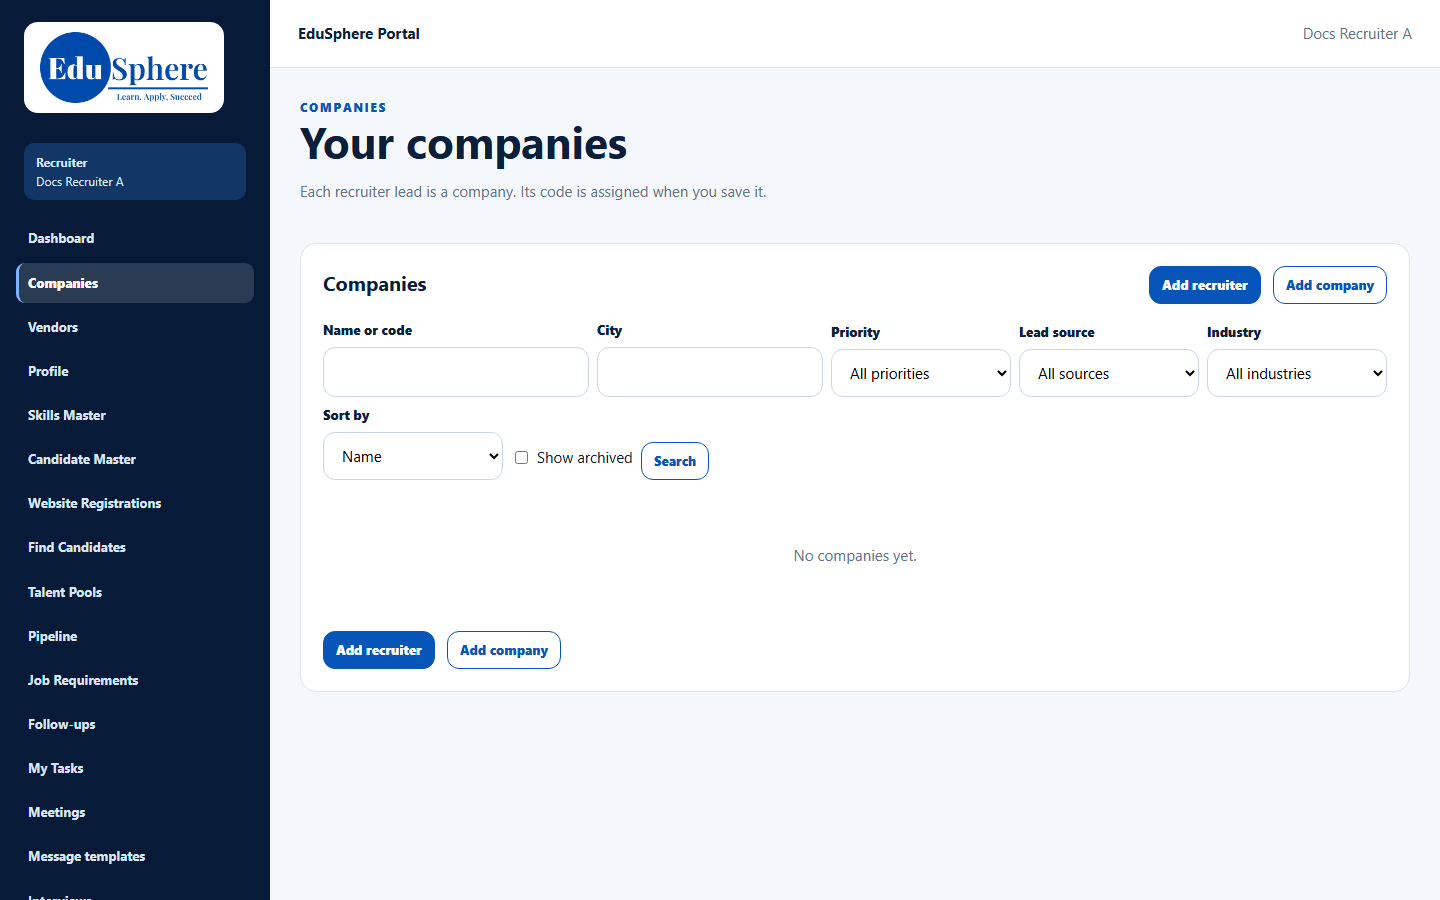 EduSphere
Learn, Apply, Succeed
Recruiter
Docs Recruiter A
Dashboard
Companies
Vendors
Profile
Skills Master
Candidate Master
Website Registrations
Find Candidates
Talent Pools
Pipeline
Job Requirements
Follow-ups
My Tasks
Meetings
Message templates
Interviews
EduSphere Portal
Docs Recruiter A
COMPANIES
Your companies
Each recruiter lead is a company. Its code is assigned when you save it.
Companies
Add recruiter
Add company
Name or code
City
Priority
Lead source
Industry
All priorities
All sources
All industries
Sort by
Name
Show archived
Search
No companies yet.
Add recruiter
Add company